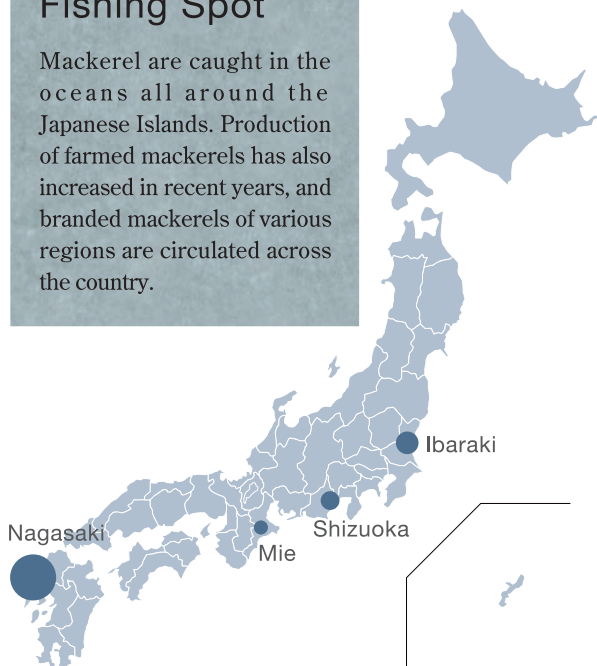 Fishing Spot
Mackerel are caught in the
oceans all around the
Japanese Islands. Production
of farmed mackerels has also
increased in recent years, and
branded mackerels of various
regions are circulated across
the country.
Ibaraki
Shizuoka
Nagasaki
Mie